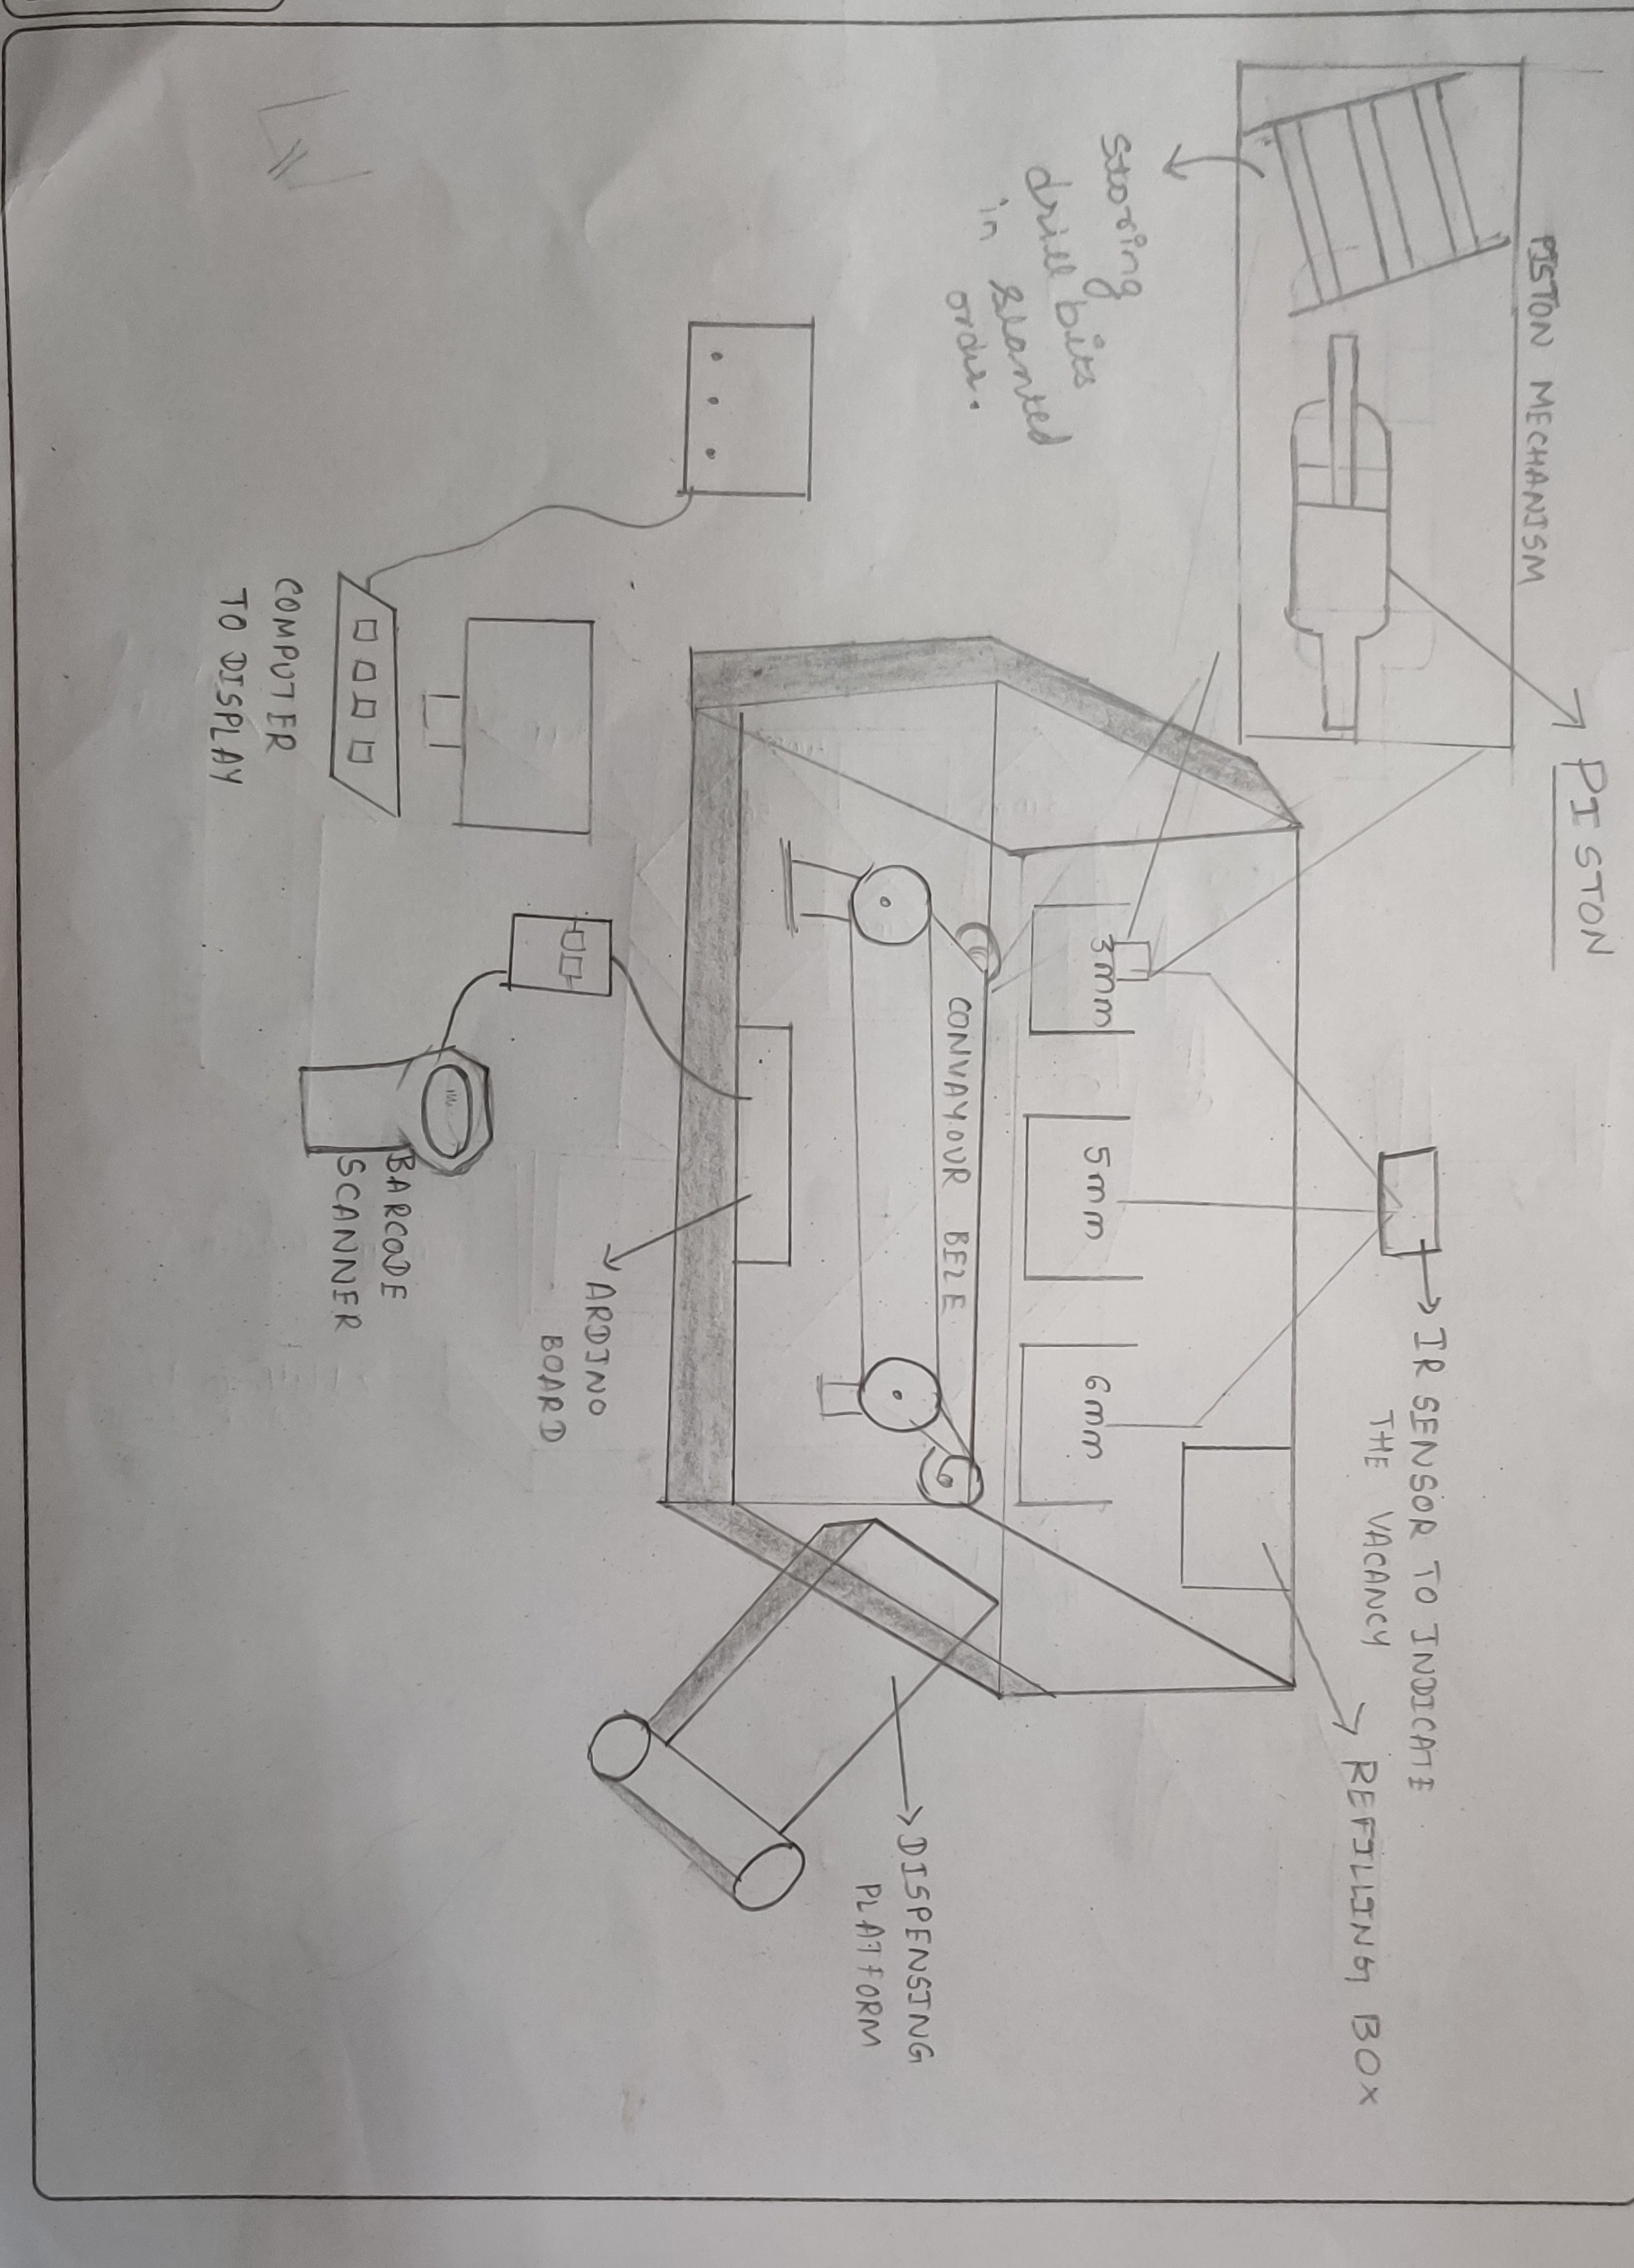 PISTON
PISTON MECHANISM
IR SENSOR TO INDICATE
THE VACANCY
REFILLING BOX
Storing
drill bits
in slanted
order.
3mm
5mm
6mm
CONVAYOUR BELE
DISPENSING
PLATFORM
ARDINO
BOARD
BARCODE
SCANNER
COMPUTER
TO DISPLAY